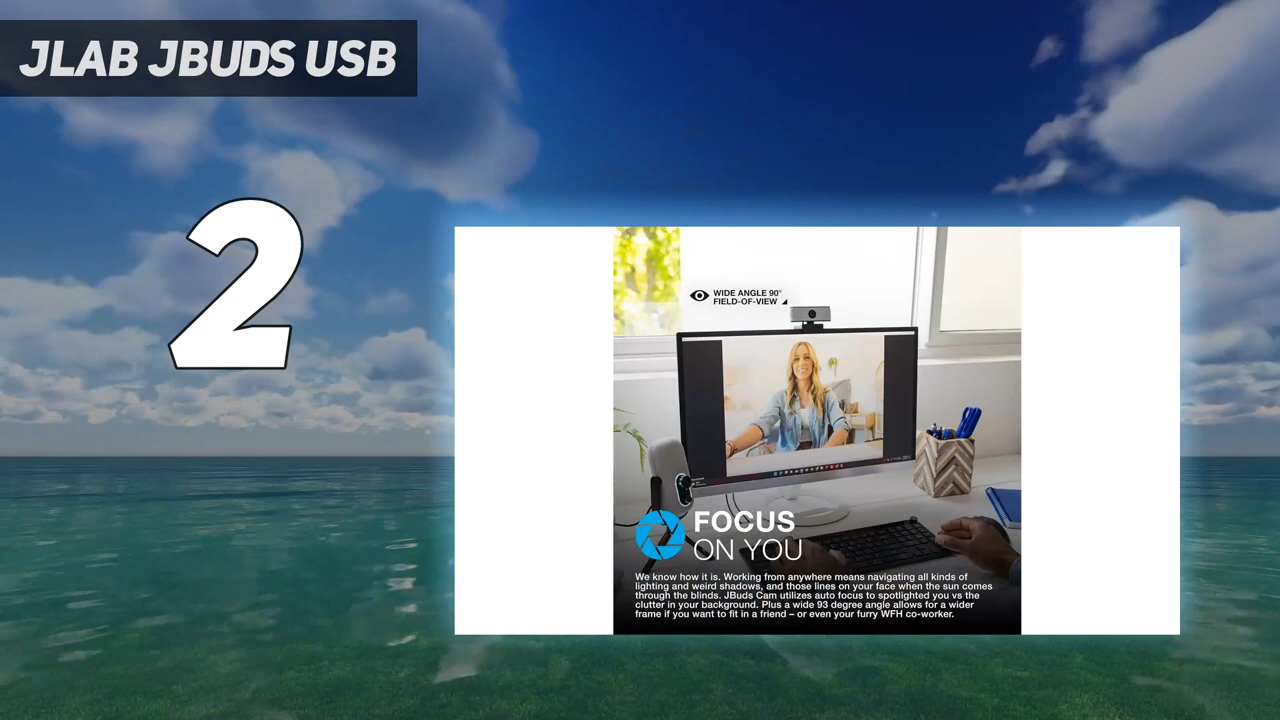 JLAB JBUDS USB
2
WIDE ANGLE 90°
FIELD-OF-VIEW
FOCUS
ON YOU
We know how it is. Working from anywhere means navigating all kinds of
lighting and weird shadows, and those lines on your face when the sun comes
through the blinds. JBuds Cam utilizes auto focus to spotlighted you vs the
clutter in your background. Plus a wide 93 degree angle allows for a wider
frame if you want to fit in a friend – or even your furry WFH co-worker.